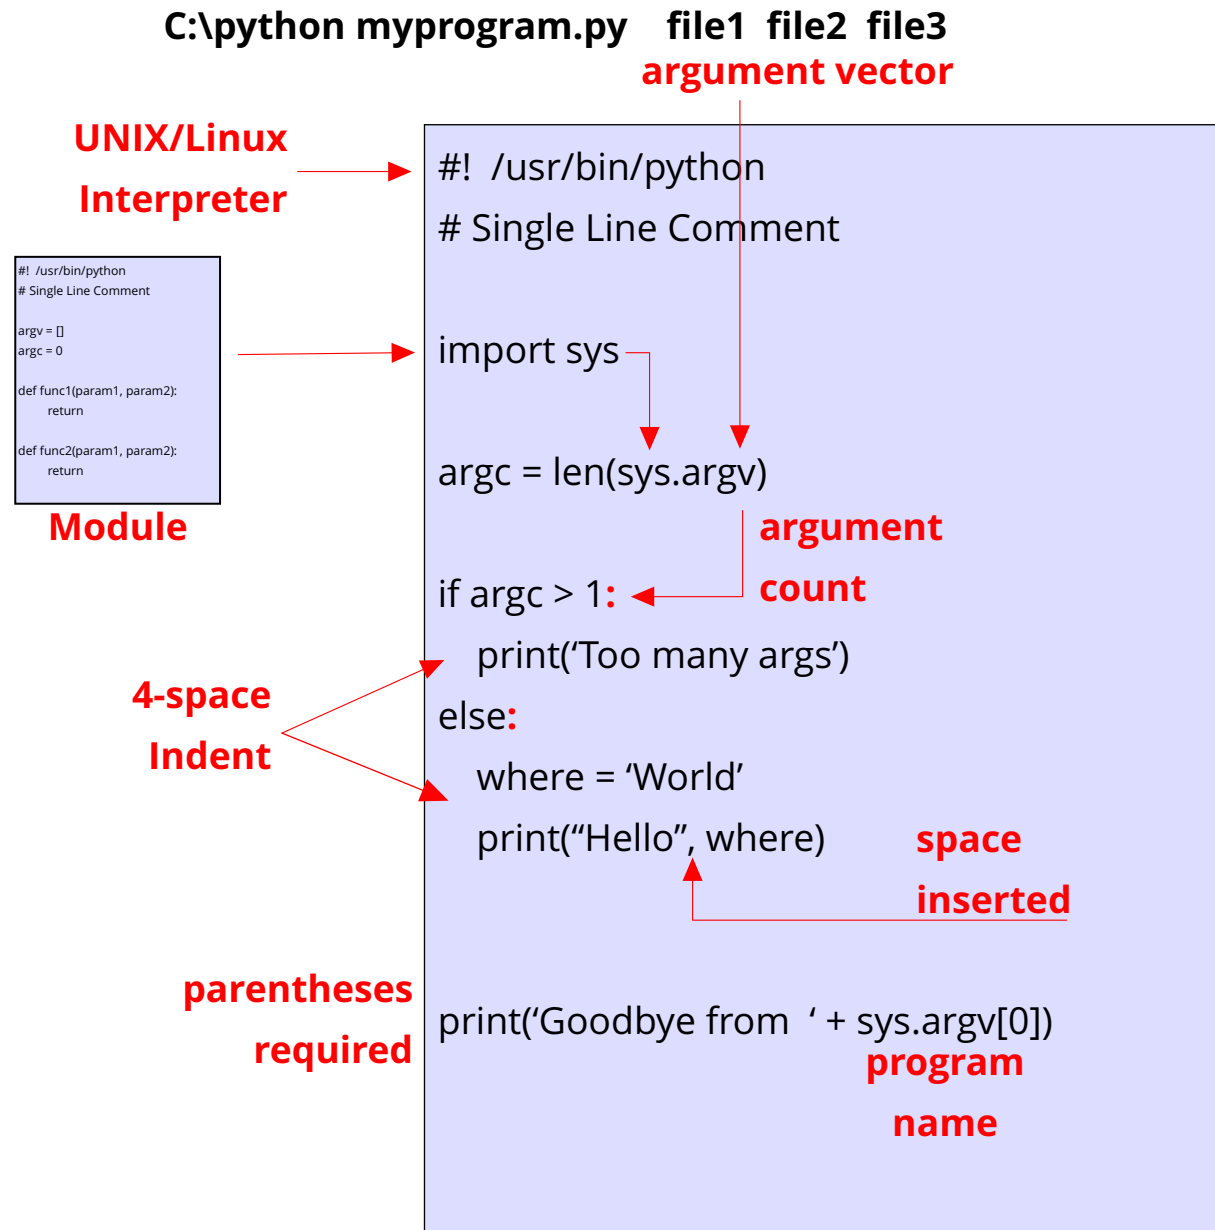 C:\python myprogram.py    file1  file2  file3
argument vector
UNIX/Linux
Interpreter
#!  /usr/bin/python
# Single Line Comment
import sys
argc = len(sys.argv)
argument
count
if argc > 1:
    print(‘Too many args’)
else:
    where = ‘World’
    print(“Hello”, where)
space
inserted
print(‘Goodbye from  ‘ + sys.argv[0])
program
name
#!  /usr/bin/python
# Single Line Comment
argv = []
argc = 0
def func1(param1, param2):
        return
def func2(param1, param2):
        return
Module
4-space
Indent
parentheses
required